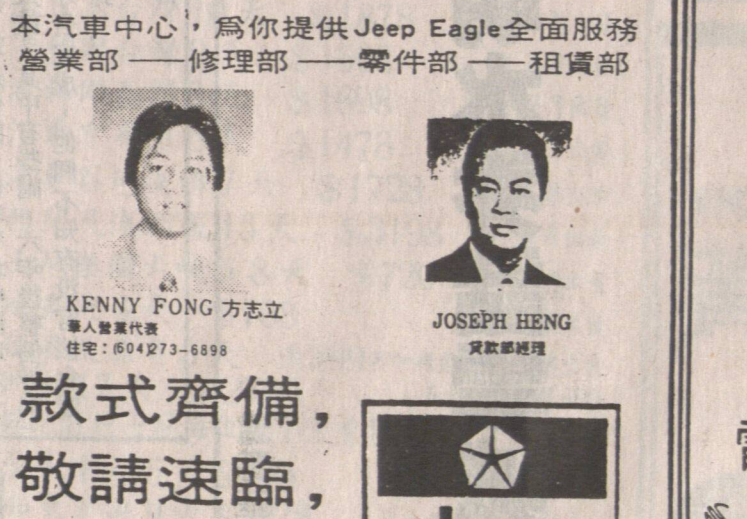 本汽車中心，爲你提供Jeep Eagle全面服務
營業部——修理部——零件部——租賃部
KENNY FONG 方志立
華人營業代表
住宅：(604)273-6898
JOSEPH HENG
貸款部經理
款式齊備，
敬請速臨，